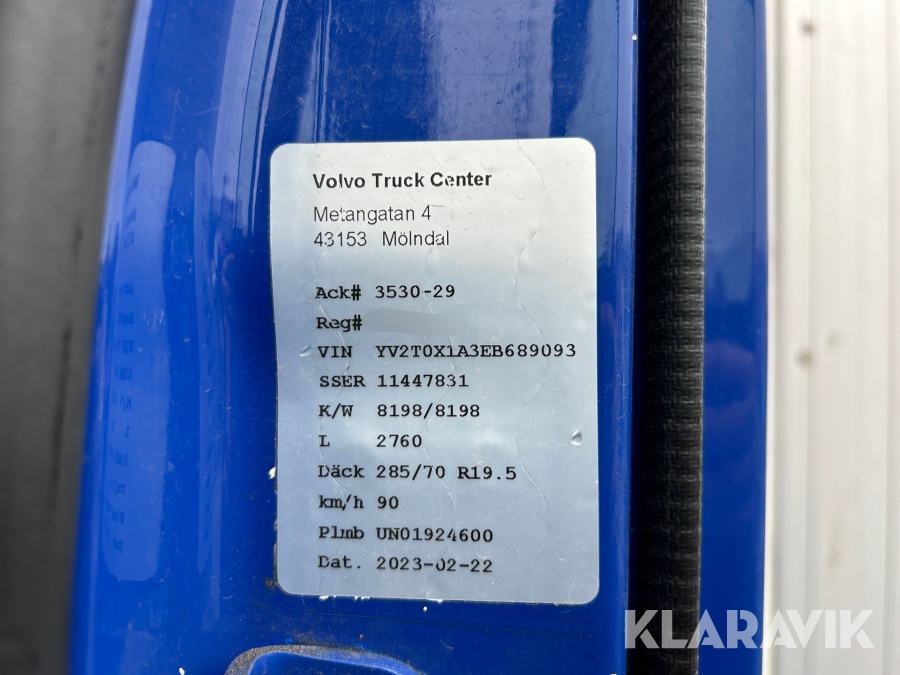 Volvo Truck Center
Metangatan 4
43153 Mölndal
Ack# 3530-29
Reg#
VIN YV2T0X1A3EB689093
SSER 11447831
K/W 8198/8198
L 2760
Däck 285/70 R19.5
km/h 90
Plmb UN01924600
Dat. 2023-02-22
KLARAVIK